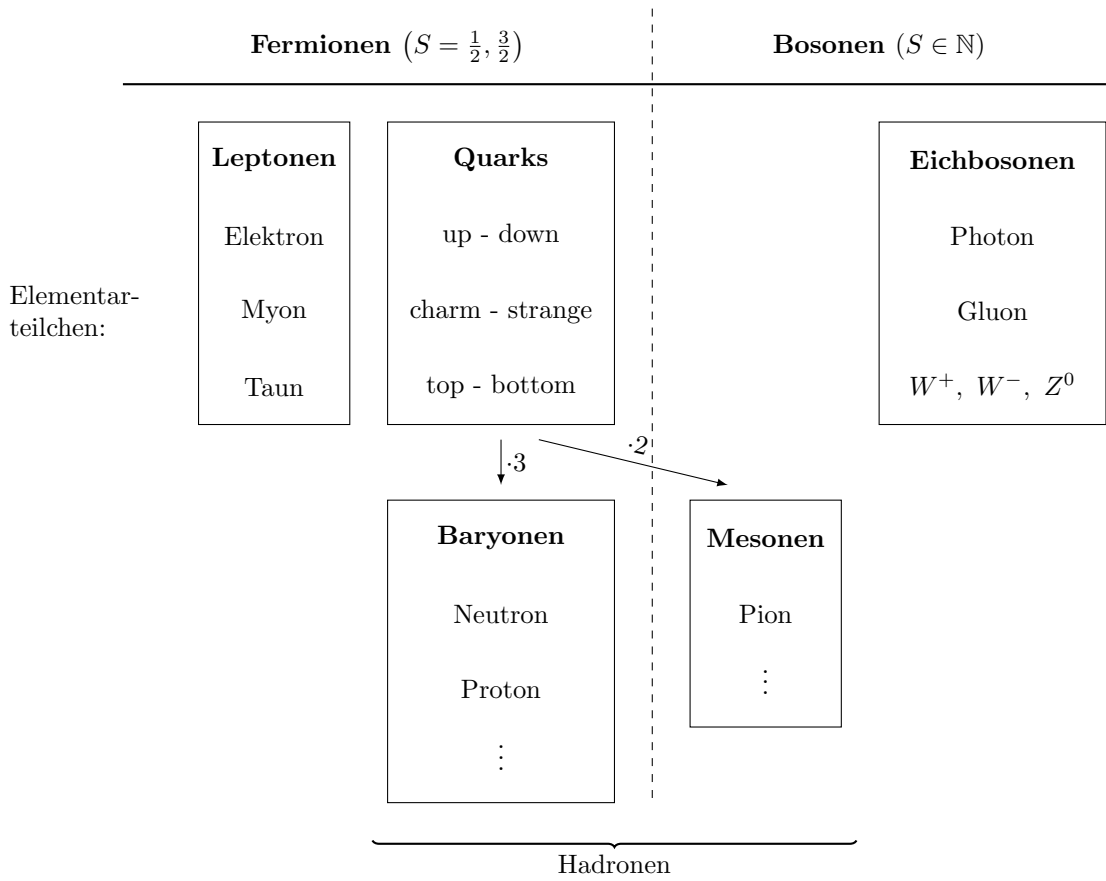 Fermionen (S = 1/2, 3/2)
Bosonen (S ∈ ℕ)
Elementar-
teilchen:
Leptonen
Elektron
Myon
Taun
Quarks
up - down
charm - strange
top - bottom
Eichbosonen
Photon
Gluon
W⁺, W⁻, Z⁰
·3
·2
Baryonen
Neutron
Proton
⋮
Mesonen
Pion
⋮
Hadronen